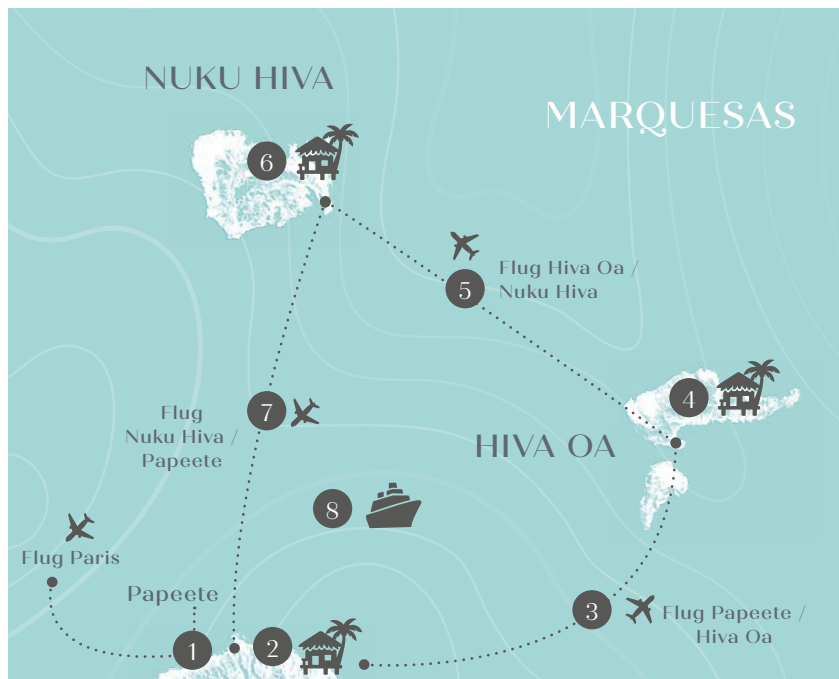 NUKU HIVA
MARQUESAS
6
Flug Hiva Oa /
Nuku Hiva
5
4
7
Flug
Nuku Hiva /
Papeete
HIVA OA
8
Flug Paris
Papeete
3
Flug Papeete /
Hiva Oa
1
2